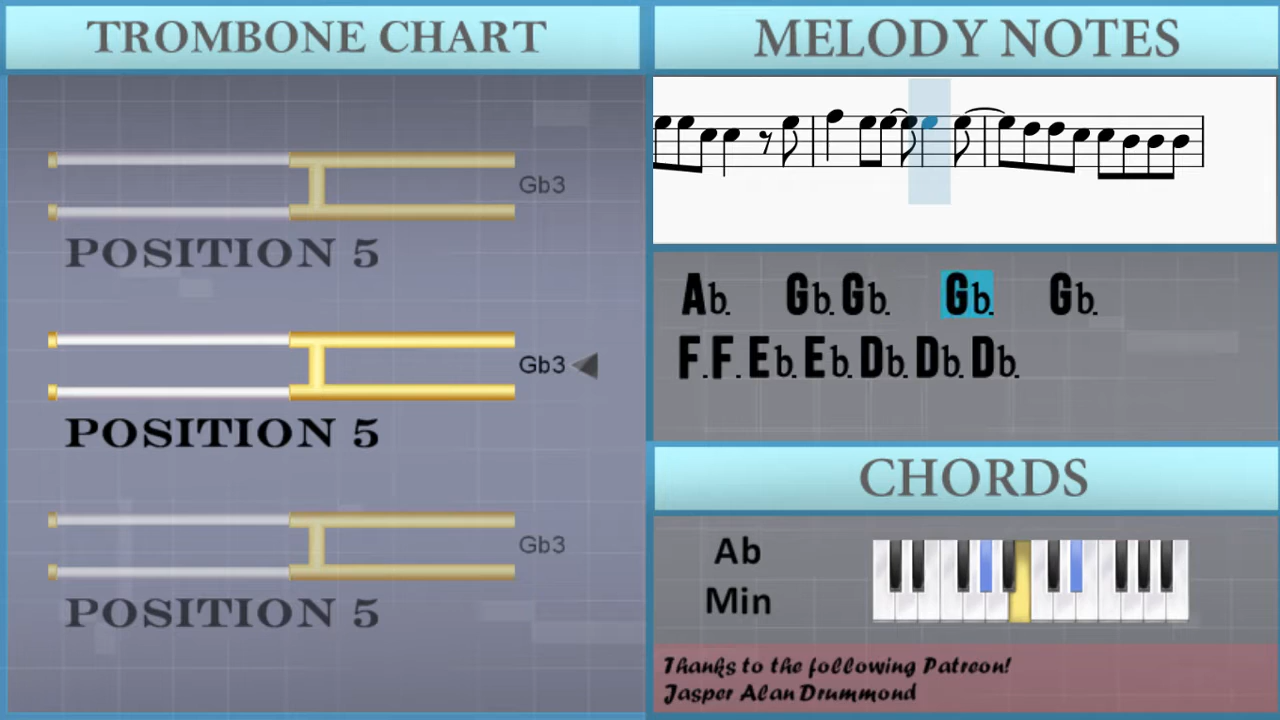 TROMBONE CHART
Gb3
POSITION 5
Gb3
POSITION 5
Gb3
POSITION 5
MELODY NOTES
Ab. Gb. Gb. Gb. Gb.
F. F. Eb. Eb. Db. Db. Db.
CHORDS
Ab
Min
Thanks to the following Patreon!
Jasper Alan Drummond